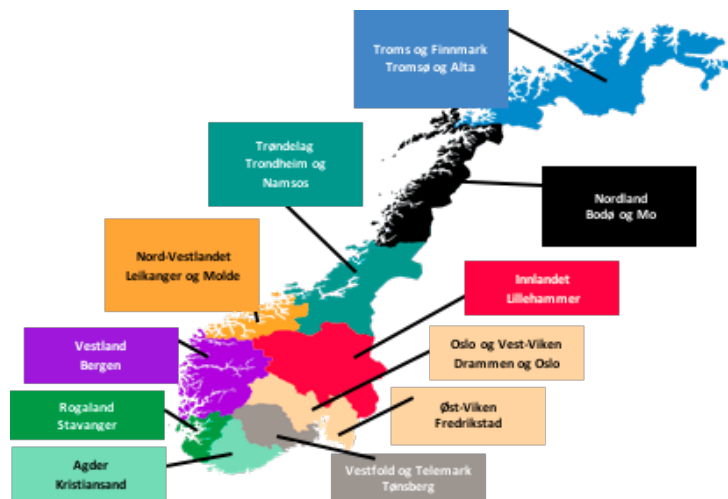 Troms og Finnmark
Tromsø og Alta
Trøndelag
Trondheim og
Namsos
Nordland
Bodø og Mo
Nord-Vestlandet
Leikanger og Molde
Innlandet
Lillehammer
Vestland
Bergen
Oslo og Vest-Viken
Drammen og Oslo
Rogaland
Stavanger
Øst-Viken
Fredrikstad
Agder
Kristiansand
Vestfold og Telemark
Tønsberg